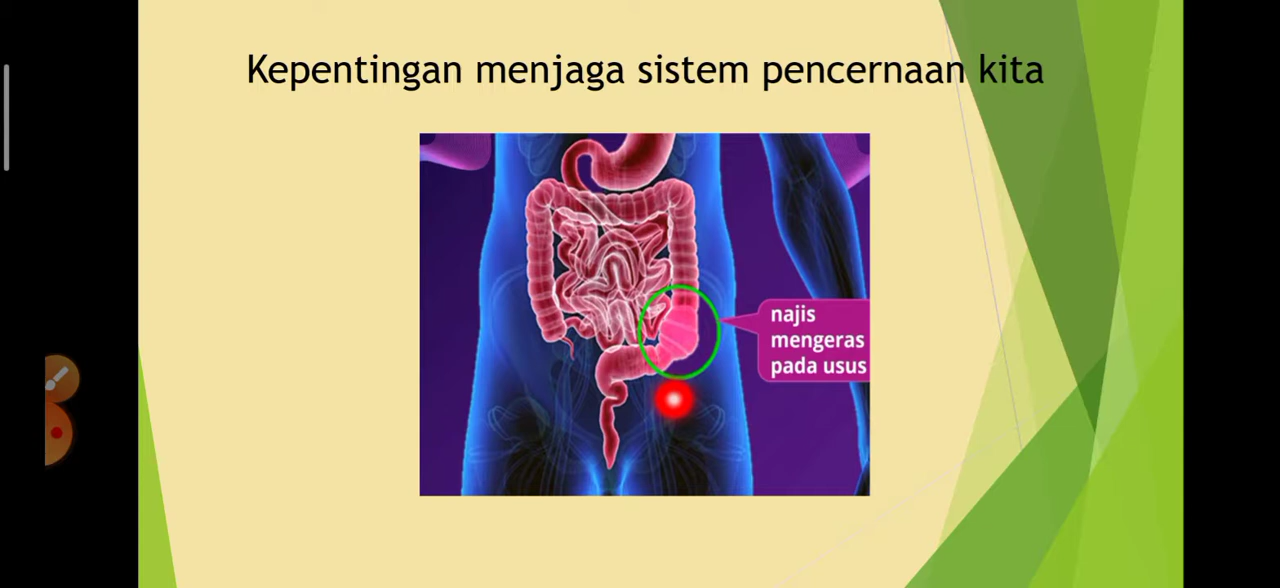 Kepentingan menjaga sistem pencernaan kita
najis
mengeras
pada usus